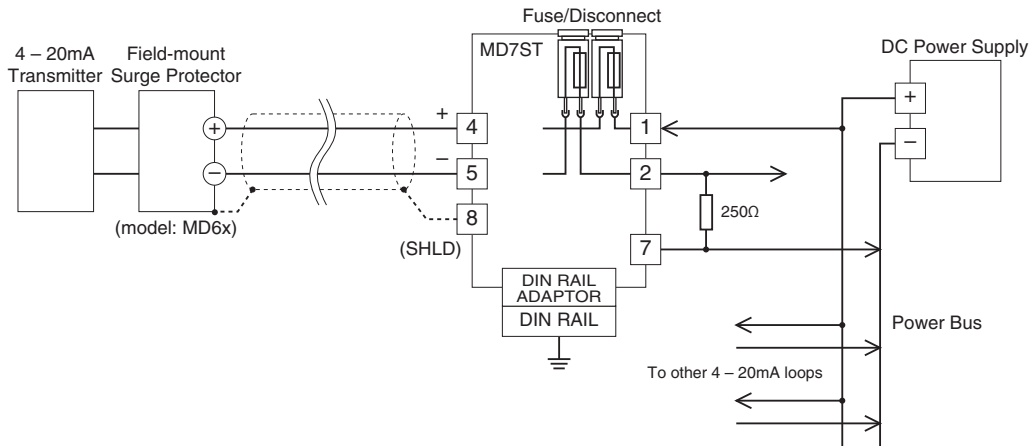 Fuse/Disconnect
4 – 20mA
Transmitter
Field-mount
Surge Protector
MD7ST
DC Power Supply
+
–
+
4
1
+
–
–
5
2
8
250Ω
(model: MD6x)
(SHLD)
7
DIN RAIL
ADAPTOR
DIN RAIL
Power Bus
To other 4 – 20mA loops